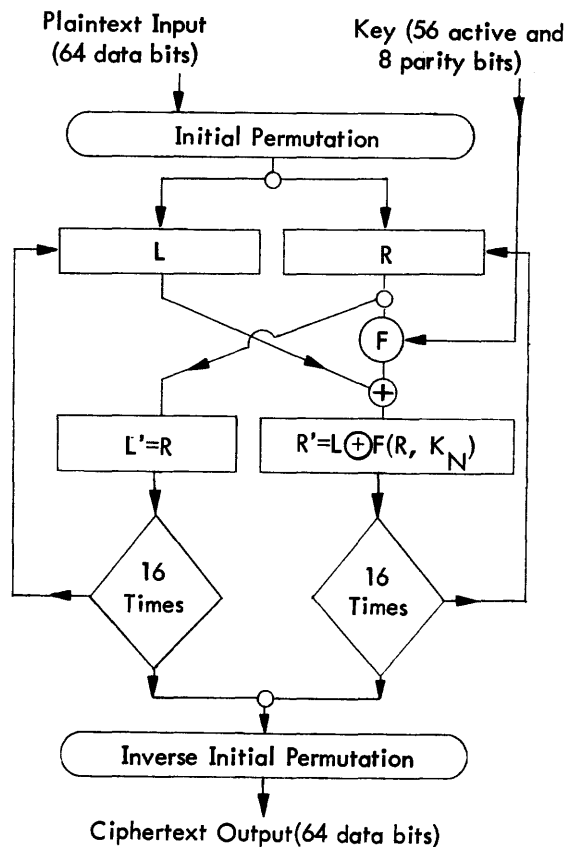 Plaintext Input
(64 data bits)
Key (56 active and
8 parity bits)
Initial Permutation
L
R
F
+
L'=R
R'=L⊕F(R, K_N)
16
Times
16
Times
Inverse Initial Permutation
Ciphertext Output(64 data bits)